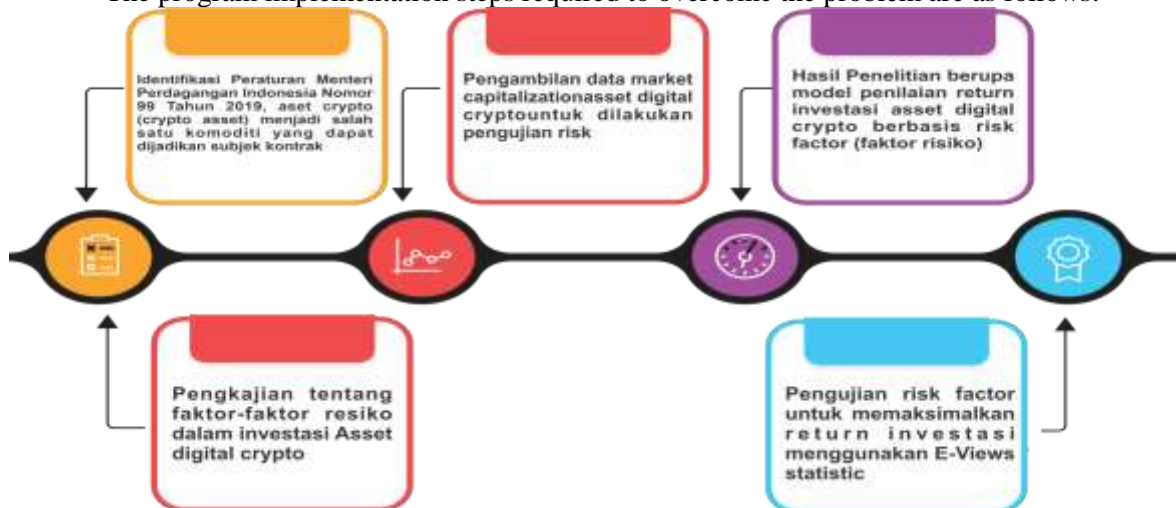 The program implementation steps required to overcome the problem are as follows:
Identifikasi Peraturan Menteri
Perdagangan Indonesia Nomor
99 Tahun 2019, aset crypto
(crypto asset) menjadi salah
satu komoditi yang dapat
dijadikan subjek kontrak
Pengambilan data market
capitalizationasset digital
cryptountuk dilakukan
pengujian risk
Hasil Penelitian berupa
model penilaian return
investasi asset digital
crypto berbasis risk
factor (faktor risiko)
Pengkajian tentang
faktor-faktor resiko
dalam investasi Asset
digital crypto
Pengujian risk factor
untuk memaksimalkan
return investasi
menggunakan E-Views
statistic